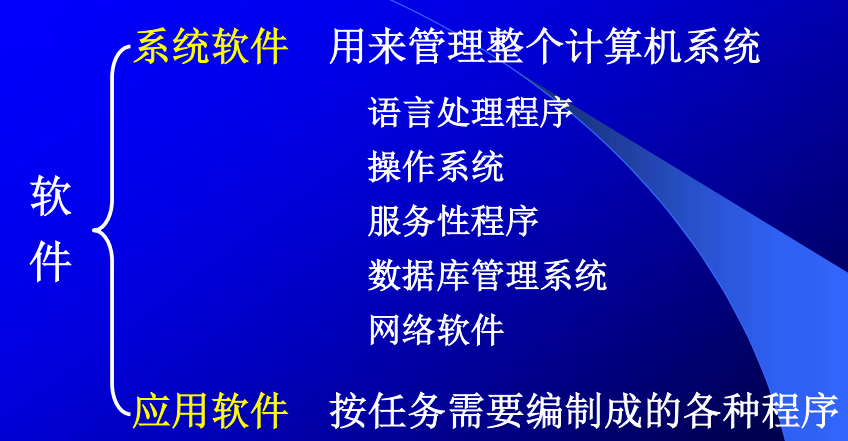 系统软件 用来管理整个计算机系统
语言处理程序
操作系统
软
服务性程序
件
数据库管理系统
网络软件
应用软件 按任务需要编制成的各种程序